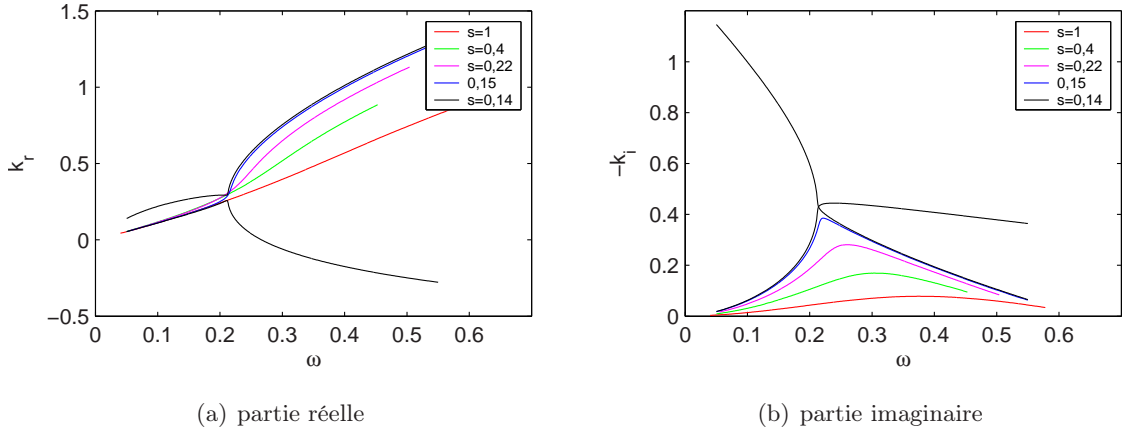 s=1
s=0,4
s=0,22
0,15
s=0,14
1
0.5
0
−0.5
k_r
0 0.1 0.2 0.3 0.4 0.5 0.6
ω
(a) partie réelle
s=1
s=0,4
s=0,22
0,15
s=0,14
1
0.8
0.6
0.4
0.2
0
−k_i
0 0.1 0.2 0.3 0.4 0.5 0.6
ω
(b) partie imaginaire